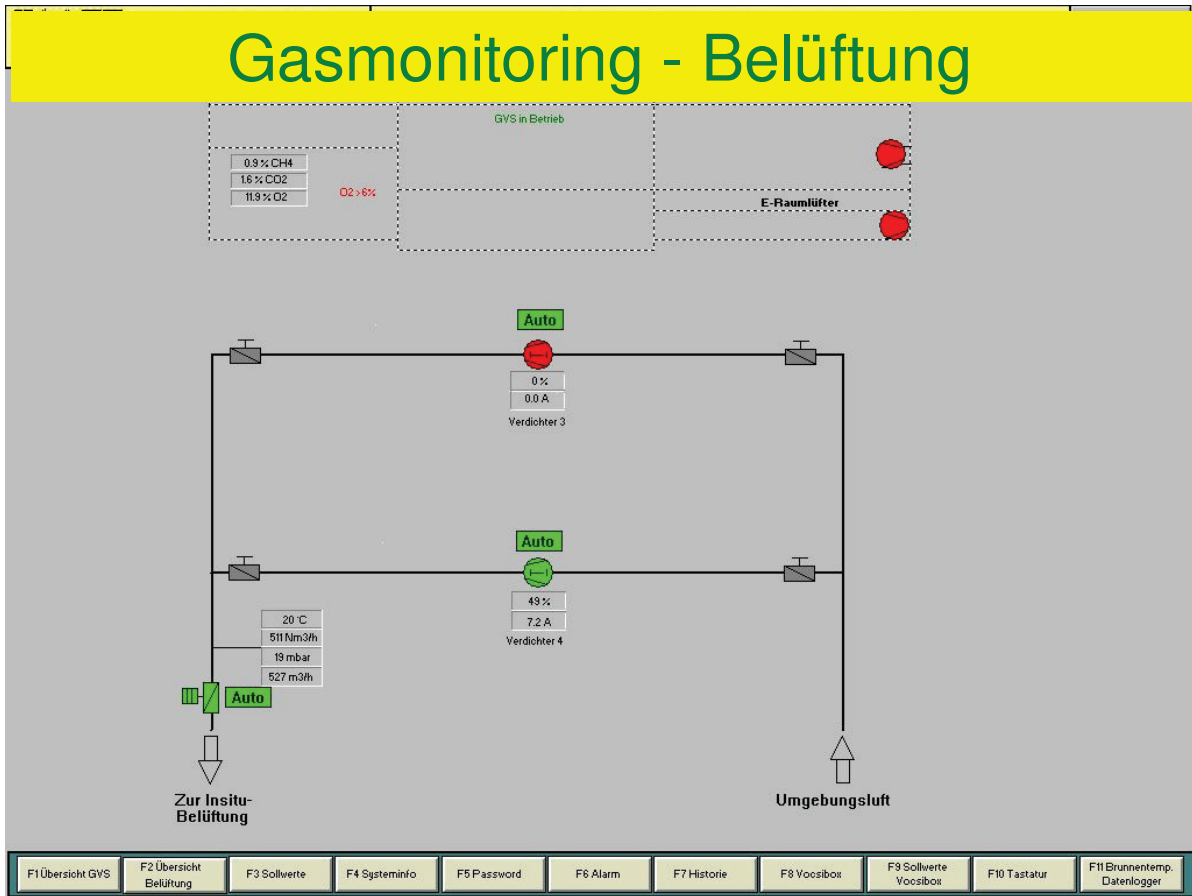 Gasmonitoring - Belüftung
GVS in Betrieb
0.9 % CH4
1.6 % CO2
11.9 % O2
O2>6%
E-Raumlüfter
Auto
0 %
0.0 A
Verdichter 3
Auto
49 %
7.2 A
Verdichter 4
20 °C
511 Nm3/h
19 mbar
527 m3/h
Auto
Zur Insitu-
Belüftung
Umgebungsluft
F1 Übersicht GVS
F2 Übersicht
Belüftung
F3 Sollwerte
F4 Systeminfo
F5 Password
F6 Alarm
F7 Historie
F8 Vocsibox
F9 Sollwerte
Vocsibox
F10 Tastatur
F11 Brunnentemp.
Datenlogger